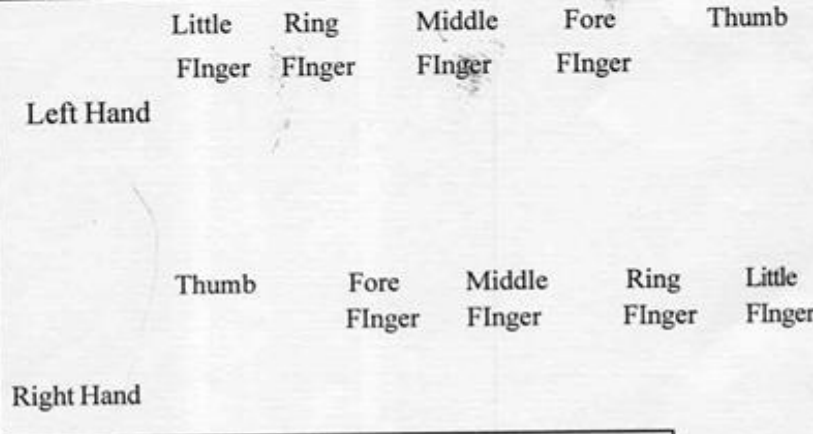 Little Ring Middle Fore Thumb
FInger FInger FInger FInger
Left Hand
Thumb Fore Middle Ring Little
FInger FInger FInger FInger
Right Hand